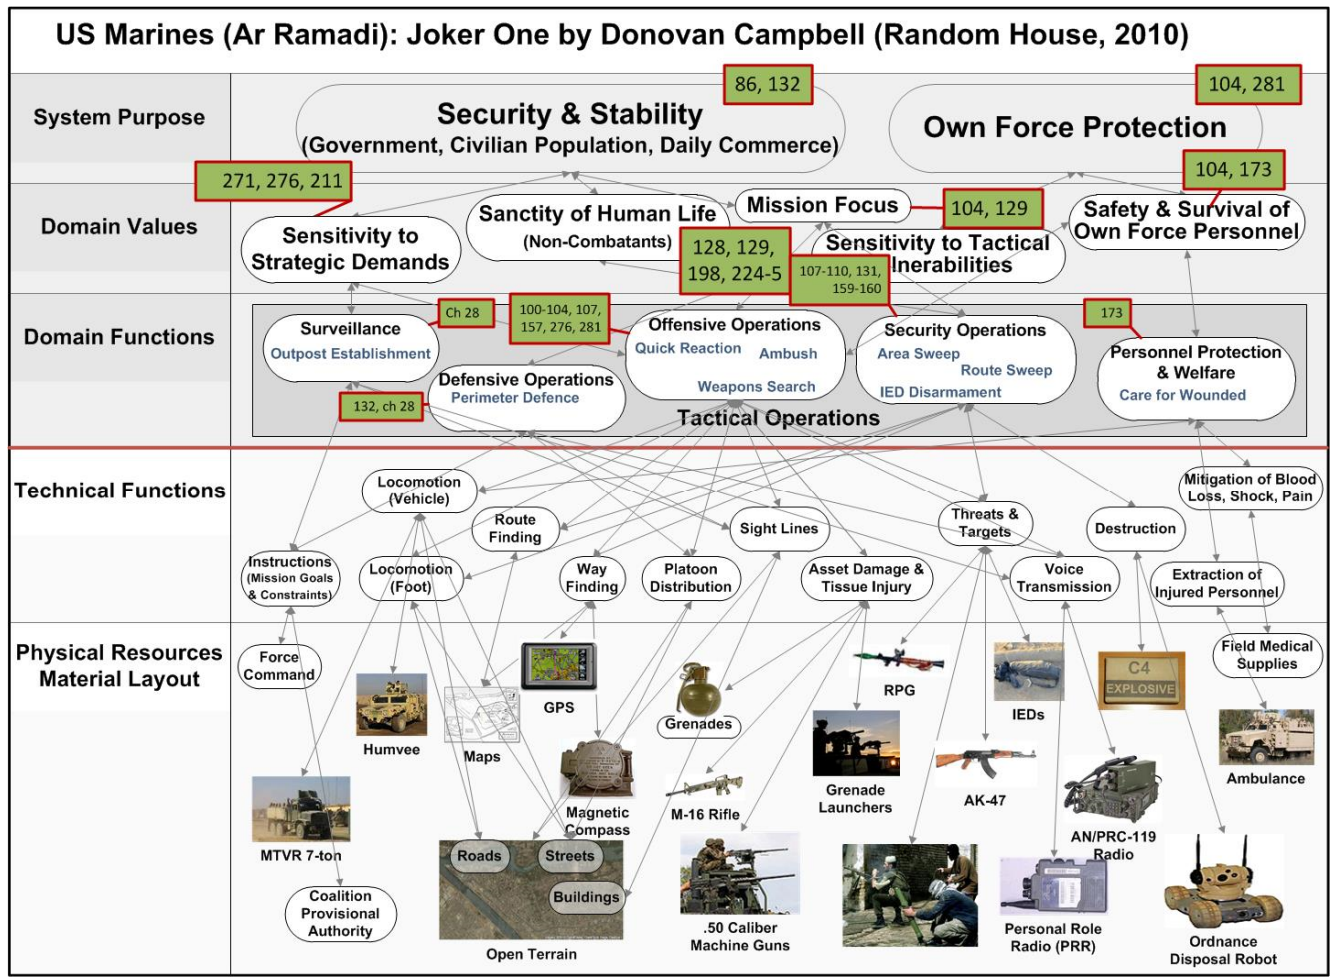 US Marines (Ar Ramadi): Joker One by Donovan Campbell (Random House, 2010)
System Purpose
86, 132
104, 281
Security & Stability
(Government, Civilian Population, Daily Commerce)
Own Force Protection
271, 276, 211
104, 173
Domain Values
Sensitivity to
Strategic Demands
Sanctity of Human Life
(Non-Combatants)
Mission Focus
104, 129
Sensitivity to Tactical
lnerabilities
Safety & Survival of
Own Force Personnel
128, 129,
198, 224-5
107-110, 131,
159-160
Domain Functions
Surveillance
Outpost Establishment
Ch 28
100-104, 107,
157, 276, 281
Defensive Operations
Perimeter Defence
132, ch 28
Offensive Operations
Quick Reaction
Ambush
Weapons Search
Security Operations
Area Sweep
Route Sweep
IED Disarmament
173
Personnel Protection
& Welfare
Care for Wounded
Tactical Operations
Technical Functions
Locomotion
(Vehicle)
Route
Finding
Sight Lines
Threats &
Targets
Destruction
Mitigation of Blood
Loss, Shock, Pain
Instructions
(Mission Goals
& Constraints)
Locomotion
(Foot)
Way
Finding
Platoon
Distribution
Asset Damage &
Tissue Injury
Voice
Transmission
Extraction of
Injured Personnel
Physical Resources
Material Layout
Force
Command
Humvee
Maps
GPS
Grenades
RPG
IEDs
C4
EXPLOSIVE
Field Medical
Supplies
Ambulance
MTVR 7-ton
Magnetic
Compass
M-16 Rifle
Grenade
Launchers
AK-47
AN/PRC-119
Radio
Coalition
Provisional
Authority
Roads
Streets
Buildings
Open Terrain
.50 Caliber
Machine Guns
Personal Role
Radio (PRR)
Ordnance
Disposal Robot